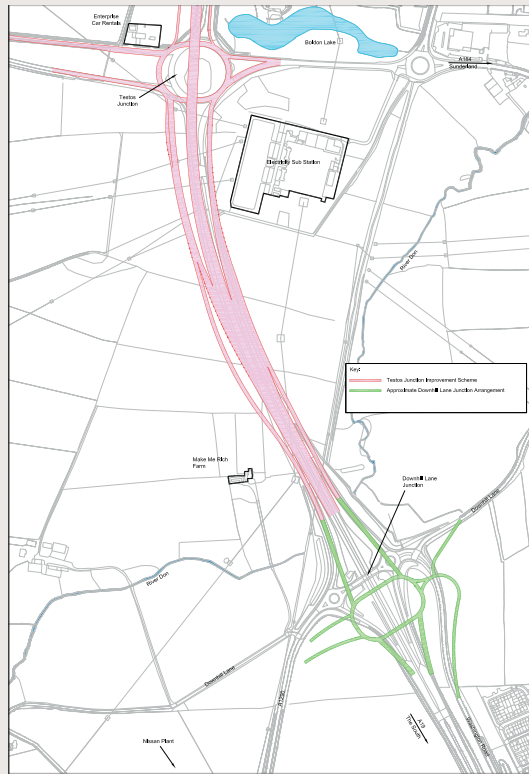 Enterprise
Car Rentals
Boldon Lake
A184
Sunderland
Testos
Junction
Electricity Sub Station
River Don
Key:
Testos Junction Improvement Scheme
Approximate Downhill Lane Junction Arrangement
Make Me Rich
Farm
Downhill Lane
Junction
Downhill Lane
River Don
Downhill Lane
A1290
A19
The South
Washington Road
Nissan Plant